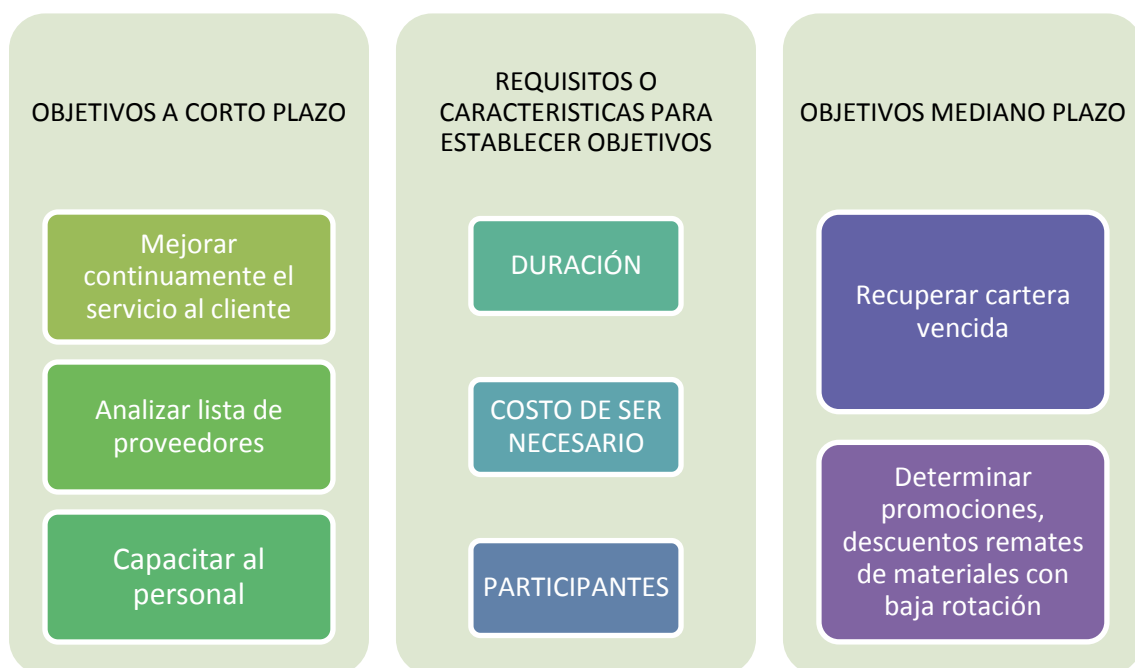 OBJETIVOS A CORTO PLAZO
Mejorar
continuamente el
servicio al cliente
Analizar lista de
proveedores
Capacitar al
personal
REQUISITOS O
CARACTERISTICAS PARA
ESTABLECER OBJETIVOS
DURACIÓN
COSTO DE SER
NECESARIO
PARTICIPANTES
OBJETIVOS MEDIANO PLAZO
Recuperar cartera
vencida
Determinar
promociones,
descuentos remates
de materiales con
baja rotación